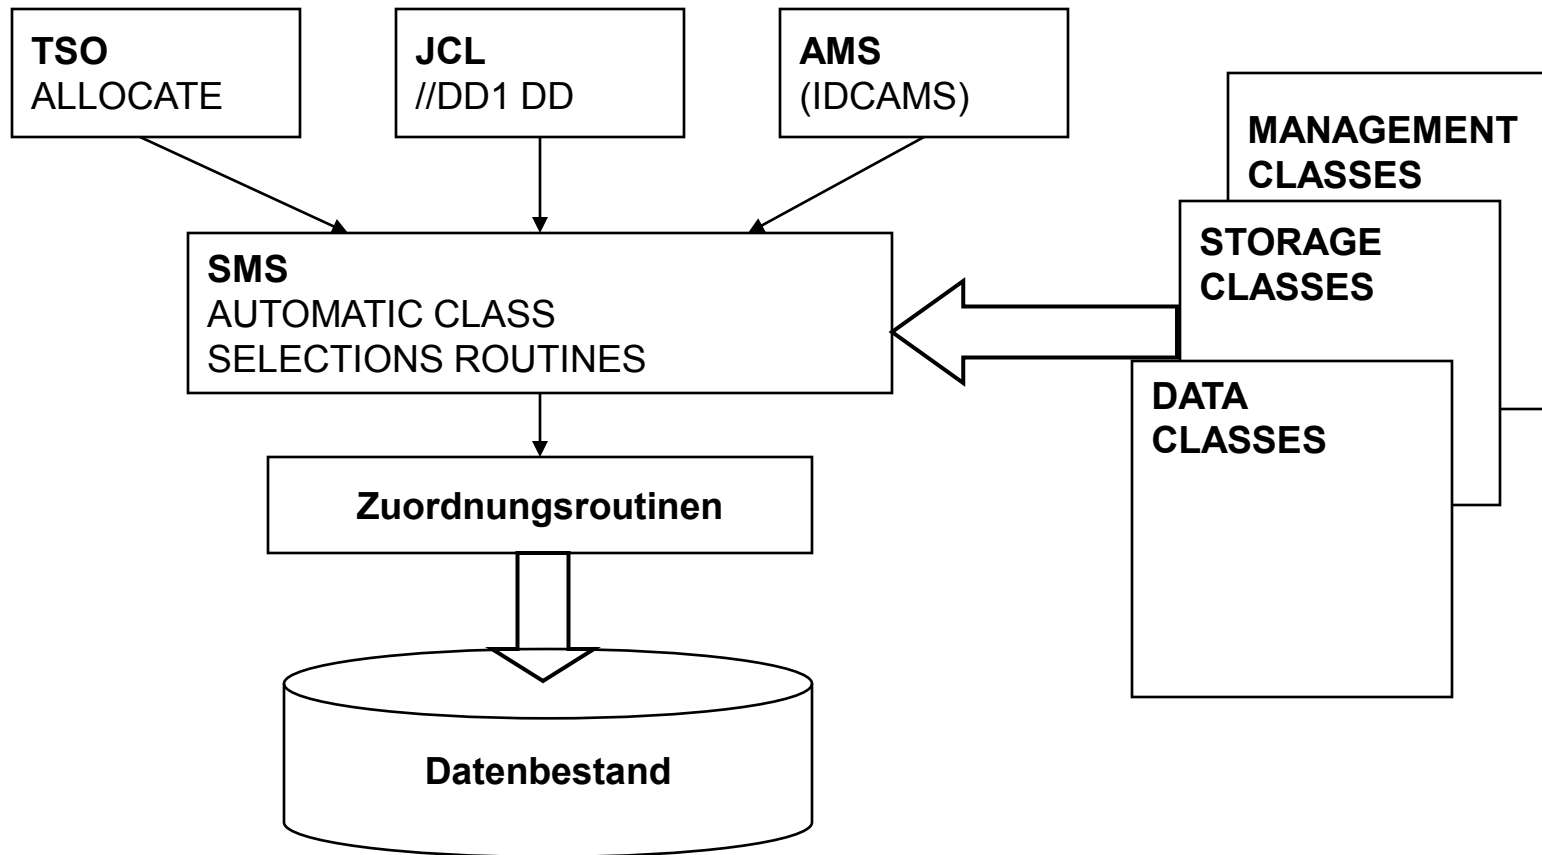 TSO
ALLOCATE
JCL
//DD1 DD
AMS
(IDCAMS)
MANAGEMENT
CLASSES
STORAGE
CLASSES
SMS
AUTOMATIC CLASS
SELECTIONS ROUTINES
DATA
CLASSES
Zuordnungsroutinen
Datenbestand